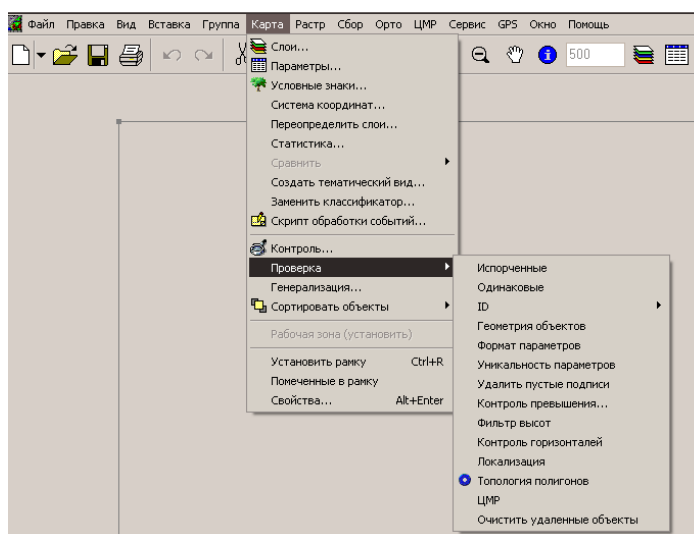 Файл Правка Вид Вставка Группа Карта Растр Сбор Орто ЦМР Сервис GPS Окно Помощь
500
Слои...
Параметры...
Условные знаки...
Система координат...
Переопределить слои...
Статистика...
Сравнить
Создать тематический вид...
Заменить классификатор...
Скрипт обработки событий...
Контроль...
Проверка
Генерализация...
Сортировать объекты
Рабочая зона (установить)
Установить рамку Ctrl+R
Помеченные в рамку
Свойства... Alt+Enter
Испорченные
Одинаковые
ID
Геометрия объектов
Формат параметров
Уникальность параметров
Удалить пустые подписи
Контроль превышения...
Фильтр высот
Контроль горизонталей
Локализация
Топология полигонов
ЦМР
Очистить удаленные объекты